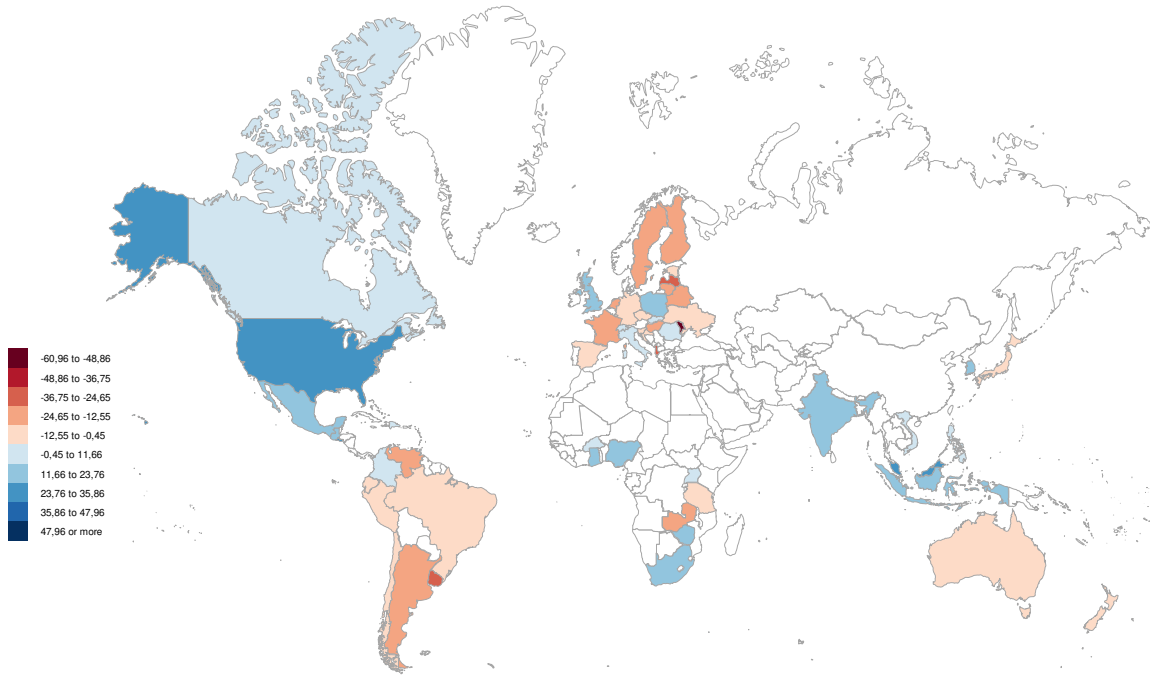 -60,96 to -48,86
-48,86 to -36,75
-36,75 to -24,65
-24,65 to -12,55
-12,55 to -0,45
-0,45 to 11,66
11,66 to 23,76
23,76 to 35,86
35,86 to 47,96
47,96 or more